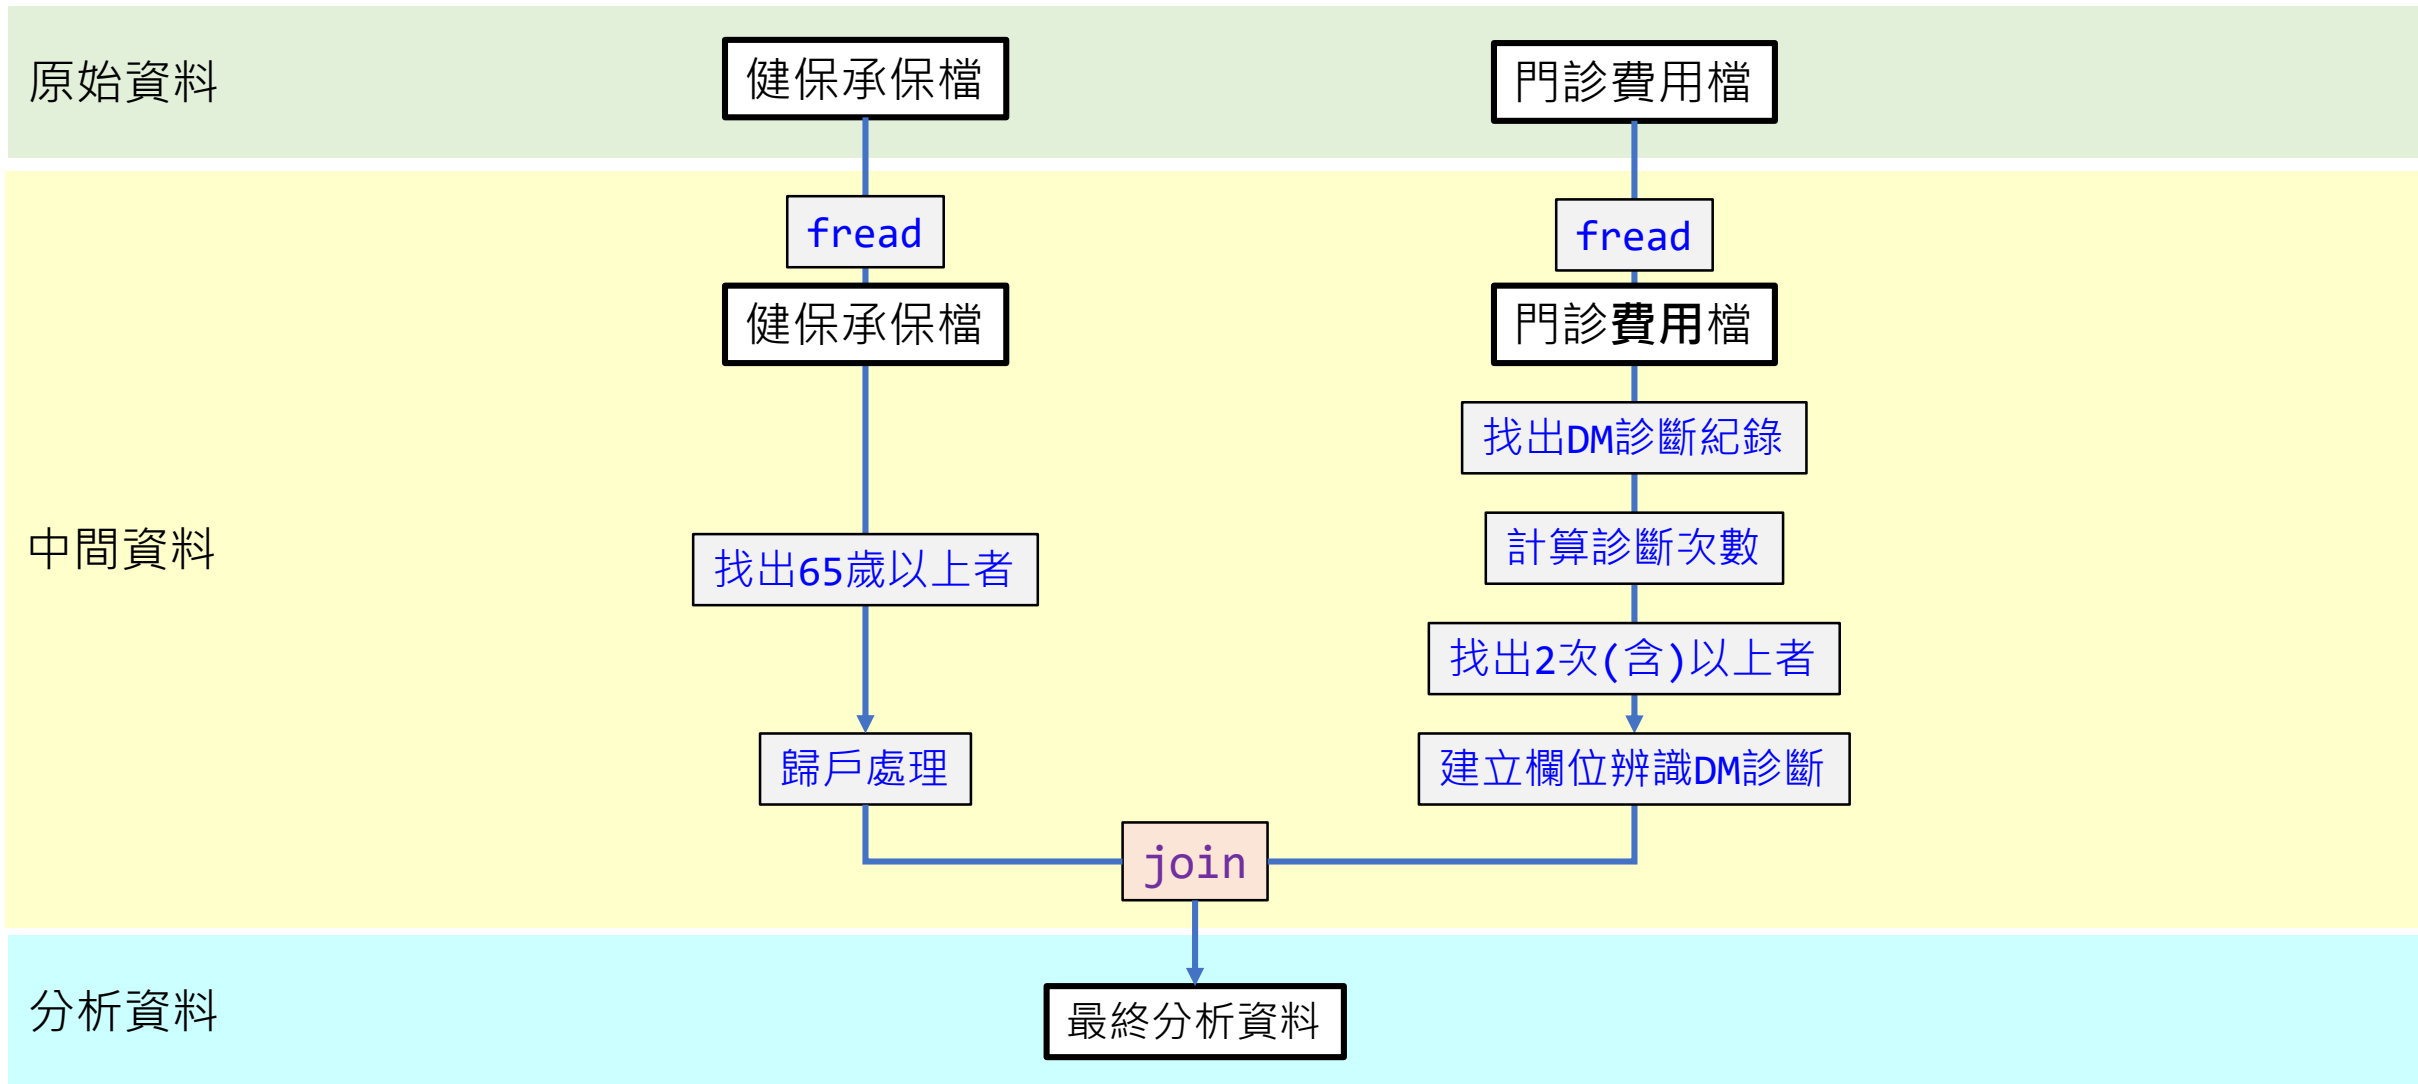 原始資料
健保承保檔
門診費用檔
fread
fread
健保承保檔
門診費用檔
找出DM診斷紀錄
中間資料
計算診斷次數
找出65歲以上者
找出2次(含)以上者
歸戶處理
建立欄位辨識DM診斷
join
分析資料
最終分析資料